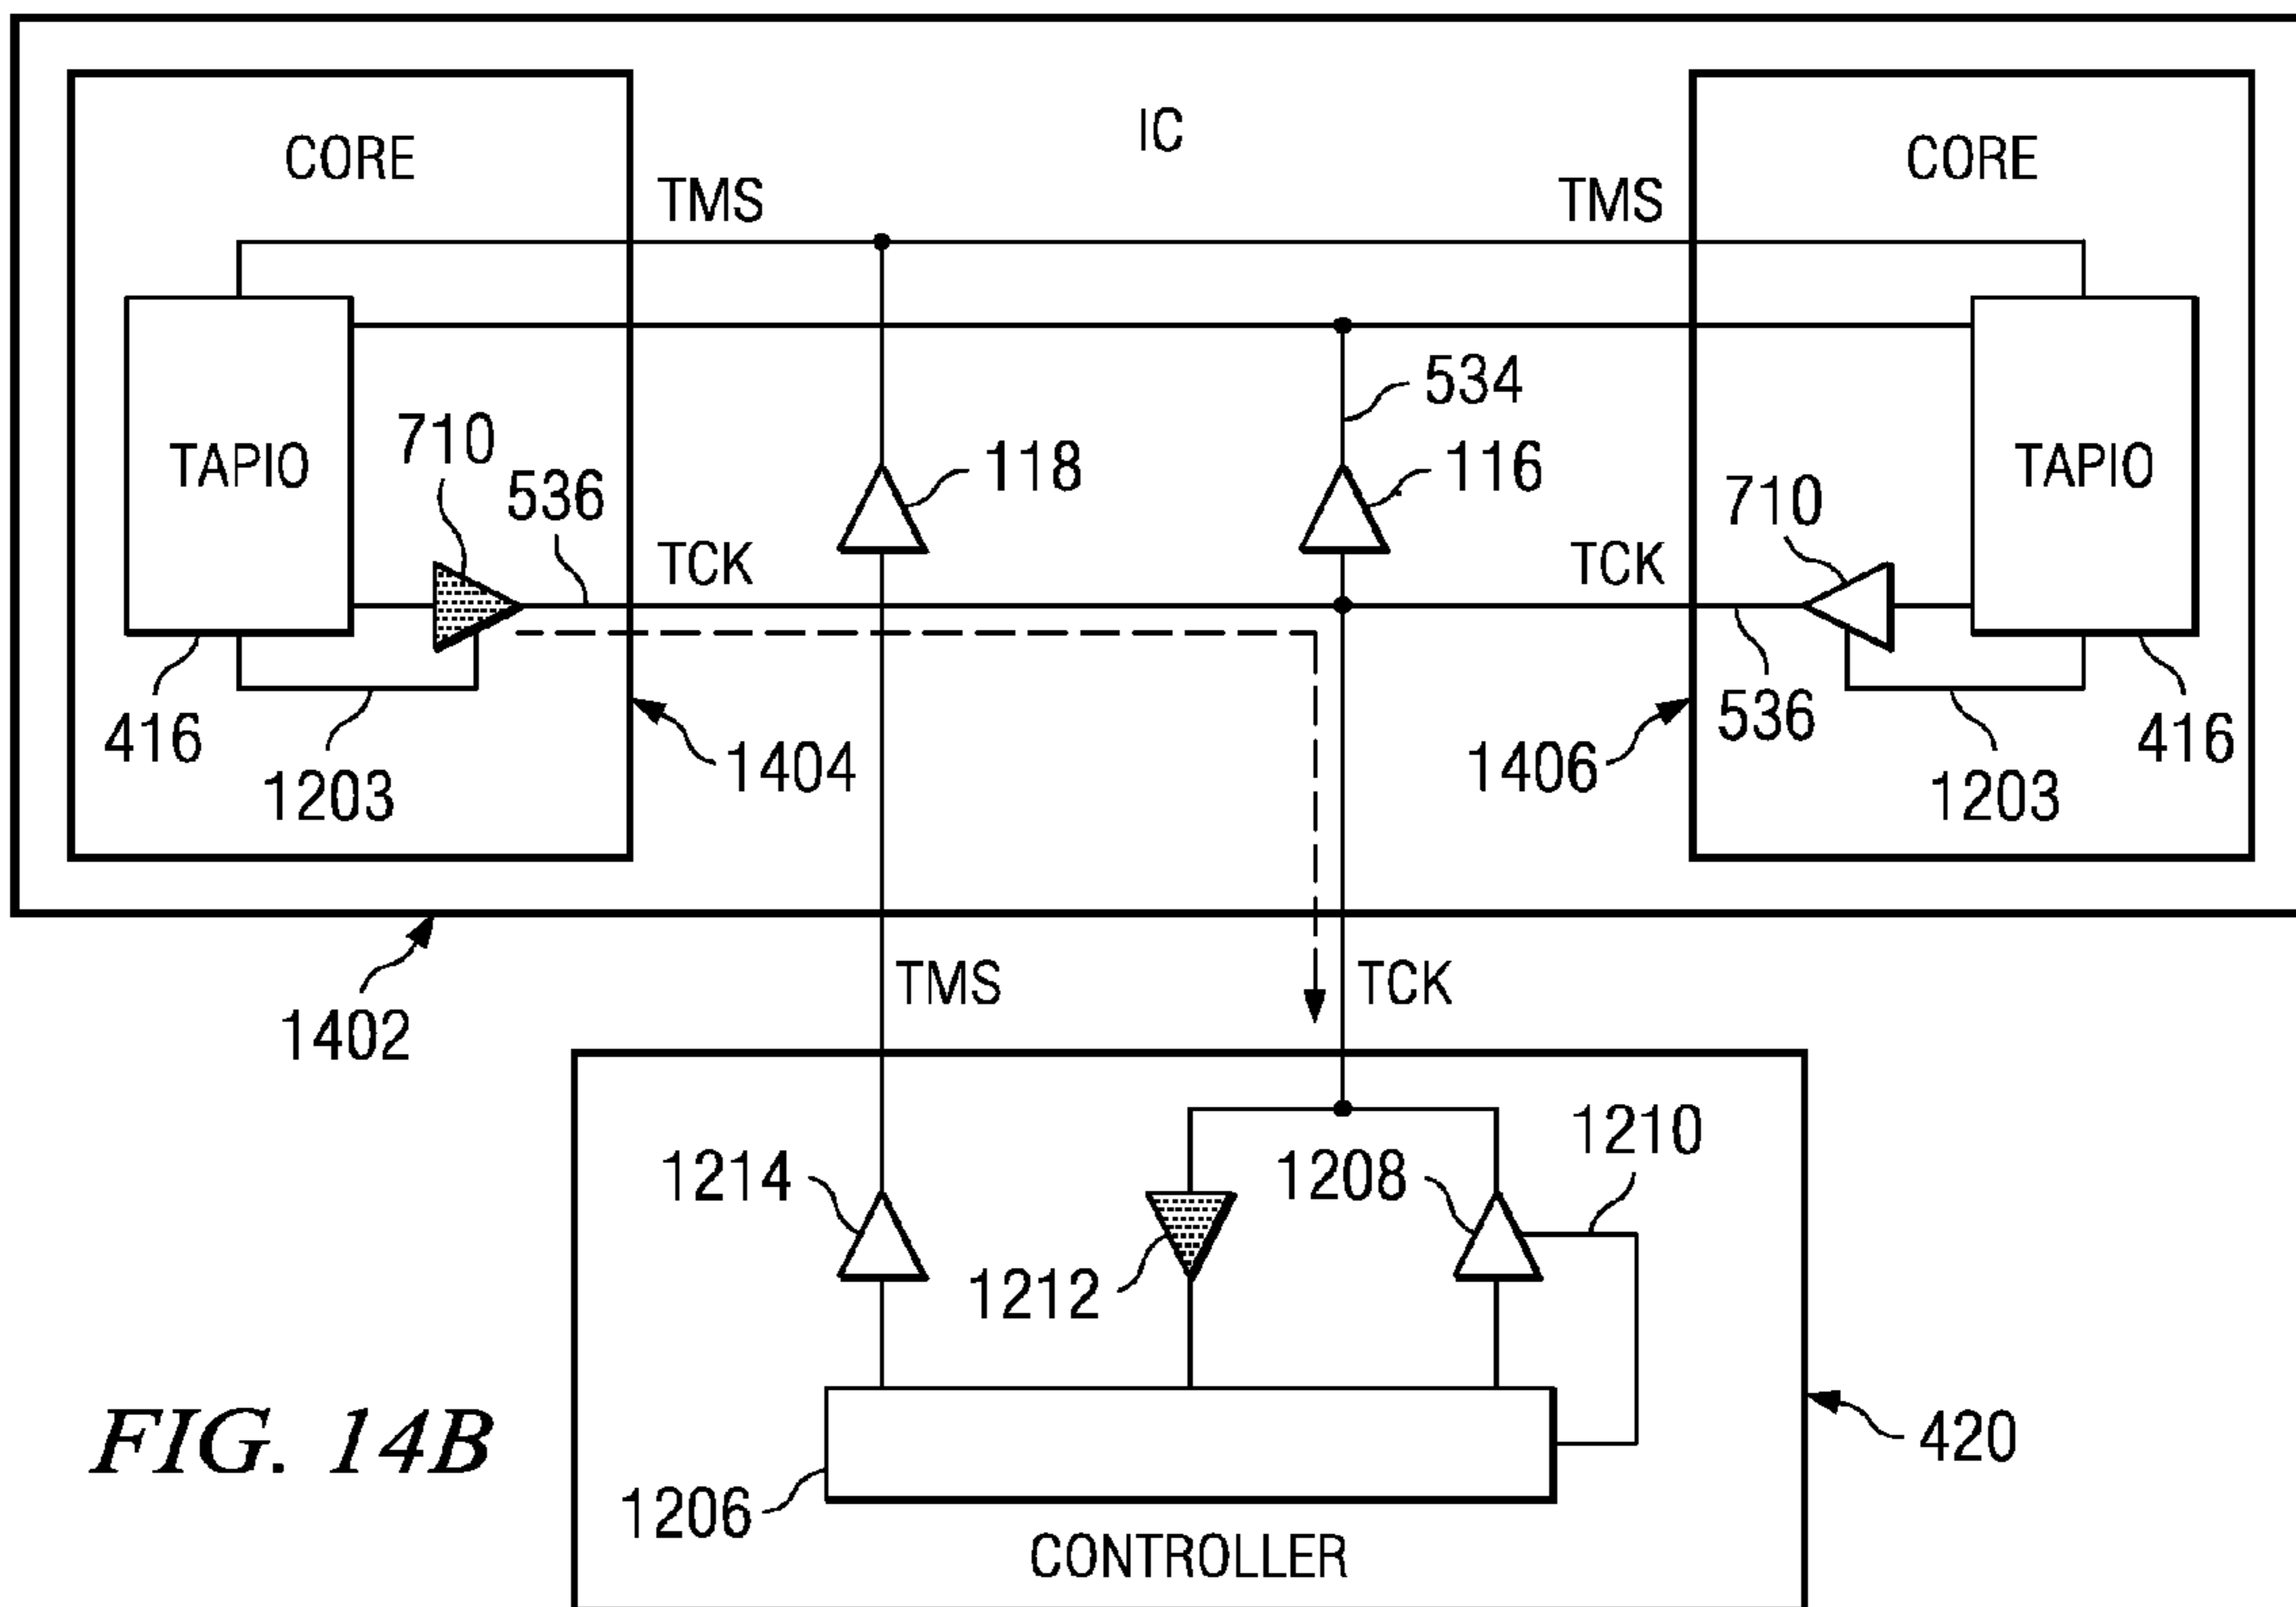 IC
CORE
CORE
TMS
TMS
534
710
118
116
TAPIO
TAPIO
536
710
TCK
TCK
416
1203
1404
1406
536
1203
416
1402
TMS
TCK
1214
1208
1210
1212
1206
420
CONTROLLER
FIG. 14B